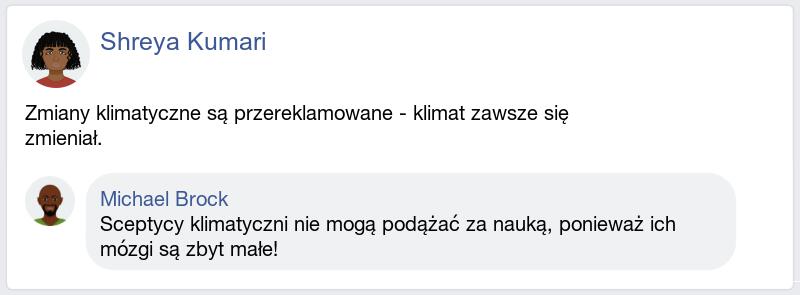 Shreya Kumari
Zmiany klimatyczne są przereklamowane - klimat zawsze się
zmieniał.
Michael Brock
Sceptycy klimatyczni nie mogą podążać za nauką, ponieważ ich
mózgi są zbyt małe!